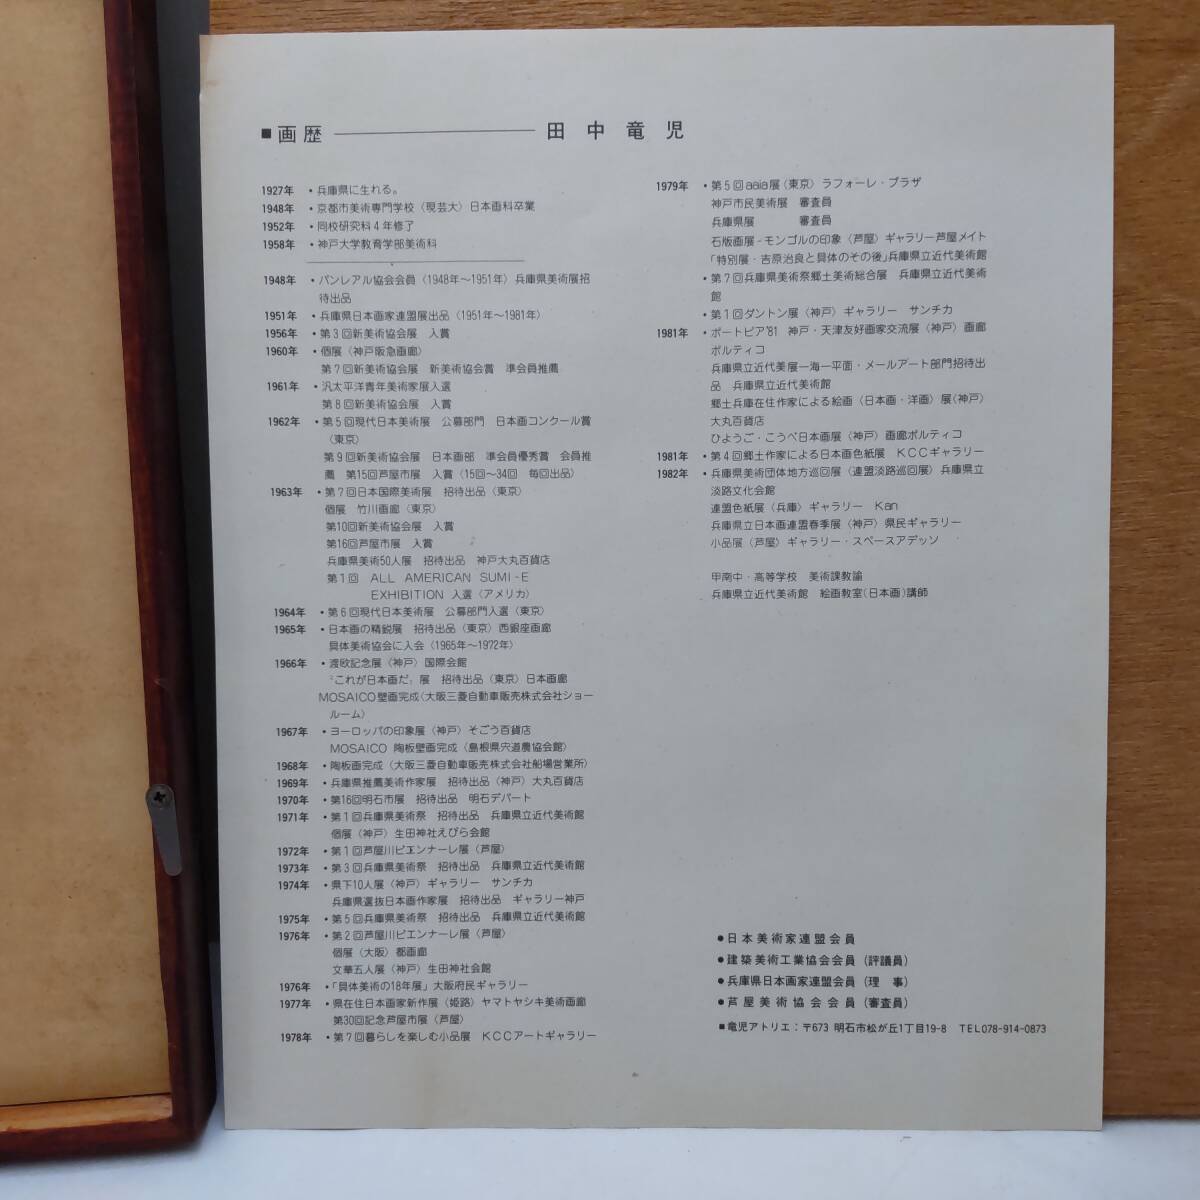 ■画歴 田中竜児
1927年 ・兵庫県に生れる。
1948年 ・京都市美術専門学校（現芸大）日本画科卒業
1952年 ・同校研究科4年修了
1958年 ・神戸大学教育学部美術科
1948年 ・パンレアル協会会員（1948年〜1951年）兵庫県美術展招
待出品
1951年 ・兵庫県日本画家連盟展出品（1951年〜1981年）
1956年 ・第3回新美術協会展 入賞
1960年 ・個展（神戸阪急画廊）
第7回新美術協会展 新美術協会賞 準会員推薦
1961年 ・汎太平洋青年美術家展入選
第8回新美術協会展 入賞
1962年 ・第5回現代日本美術展 公募部門 日本画コンクール賞
（東京）
第9回新美術協会展 日本画部 準会員優秀賞 会員推
薦 第15回芦屋市展 入賞（15回〜34回 毎回出品）
1963年 ・第7回日本国際美術展 招待出品（東京）
個展 竹川画廊（東京）
第10回新美術協会展 入賞
第16回芦屋市展 入賞
兵庫県美術50人展 招待出品 神戸大丸百貨店
第1回 ALL AMERICAN SUMI-E
EXHIBITION 入選（アメリカ）
1964年 ・第6回現代日本美術展 公募部門入選（東京）
1965年 ・日本画の精鋭展 招待出品（東京）西銀座画廊
具体美術協会に入会（1965年〜1972年）
1966年 ・渡欧記念展（神戸）国際会館
"これが日本画だ"展 招待出品（東京）日本画廊
MOSAICO壁画完成（大阪三菱自動車販売株式会社ショー
ルーム）
1967年 ・ヨーロッパの印象展（神戸）そごう百貨店
MOSAICO 陶板壁画完成（島根県宍道農協会館）
1968年 ・陶板画完成（大阪三菱自動車販売株式会社船場営業所）
1969年 ・兵庫県推薦美術作家展 招待出品（神戸）大丸百貨店
1970年 ・第16回明石市展 招待出品 明石デパート
1971年 ・第1回兵庫県美術祭 招待出品 兵庫県立近代美術館
個展（神戸）生田神社えびら会館
1972年 ・第1回芦屋川ビエンナーレ展（芦屋）
1973年 ・第3回兵庫県美術祭 招待出品 兵庫県立近代美術館
1974年 ・県下10人展（神戸）ギャラリー サンチカ
兵庫県選抜日本画作家展 招待出品 ギャラリー神戸
1975年 ・第5回兵庫県美術祭 招待出品 兵庫県立近代美術館
1976年 ・第2回芦屋川ビエンナーレ展（芦屋）
個展（大阪）都画廊
文華五人展（神戸）生田神社会館
1976年 ・「具体美術の18年展」大阪府民ギャラリー
1977年 ・県在住日本画家新作展（姫路）ヤマトヤシキ美術画廊
第30回記念芦屋市展（芦屋）
1978年 ・第7回暮らしを楽しむ小品展 KCCアートギャラリー
1979年 ・第5回aaia展（東京）ラフォーレ・プラザ
神戸市民美術展 審査員
兵庫県展 審査員
石版画展-モンゴルの印象（芦屋）ギャラリー芦屋メイト
「特別展・吉原治良と具体のその後」兵庫県立近代美術館
・第7回兵庫県美術祭郷土美術総合展 兵庫県立近代美術
館
・第1回ダントン展（神戸）ギャラリー サンチカ
1981年 ・ポートピア'81 神戸・天津友好画家交流展（神戸）画廊
ポルティコ
兵庫県立近代美展―海―平面・メールアート部門招待出
品 兵庫県立近代美術館
郷土兵庫在住作家による絵画（日本画・洋画）展（神戸）
大丸百貨店
ひょうご・こうべ日本画展（神戸）画廊ポルティコ
1981年 ・第4回郷土作家による日本画色紙展 KCCギャラリー
1982年 ・兵庫県美術団体地方巡回展（連盟淡路巡回展）兵庫県立
淡路文化会館
連盟色紙展（兵庫）ギャラリー Kan
兵庫県立日本画連盟春季展（神戸）県民ギャラリー
小品展（芦屋）ギャラリー・スペースアデッソ
甲南中・高等学校 美術課教諭
兵庫県立近代美術館 絵画教室（日本画）講師
●日本美術家連盟会員
●建築美術工業協会会員（評議員）
●兵庫県日本画家連盟会員（理 事）
●芦屋美術協会会員（審査員）
■竜児アトリエ：〒673 明石市松が丘1丁目19-8 TEL078-914-0873